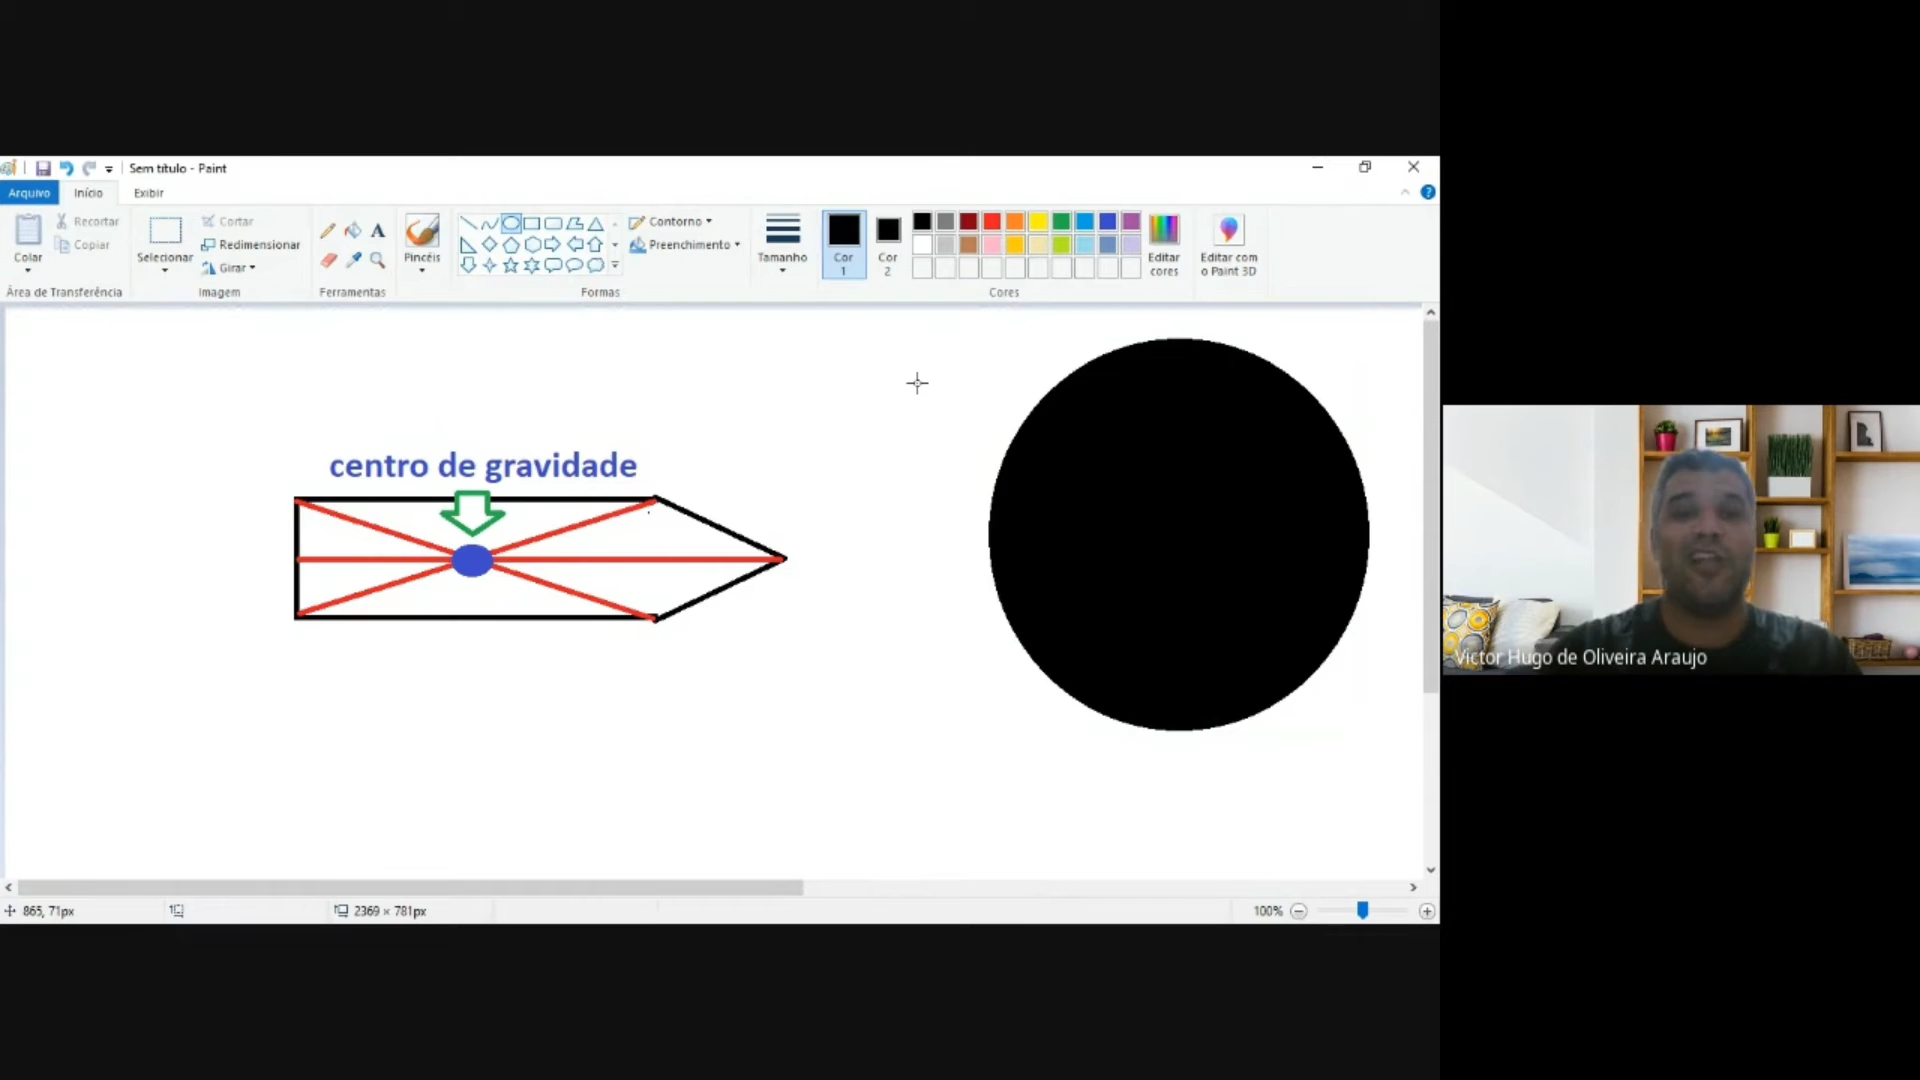 Sem título - Paint
Arquivo Início Exibir
Colar
Recortar
Copiar
Área de Transferência
Selecionar
Cortar
Redimensionar
Girar
Imagem
A
Ferramentas
Pincéis
Contorno
Preenchimento
Formas
Tamanho
Cor
1
Cor
2
Cores
Editar
cores
Editar com
o Paint 3D
?
centro de gravidade
Victor Hugo de Oliveira Araujo
865, 71px
2369 × 781px
100%